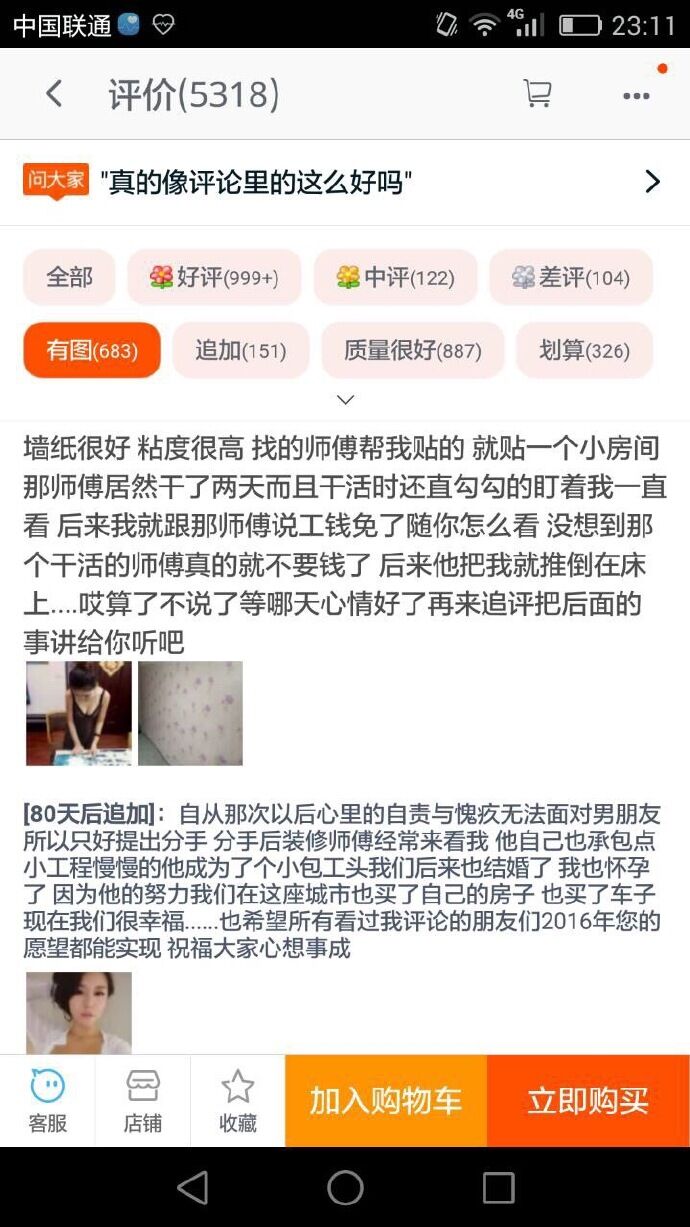 中国联通 4G 23:11
评价(5318)
问大家 "真的像评论里的这么好吗"
全部 好评(999+) 中评(122) 差评(104)
有图(683) 追加(151) 质量很好(887) 划算(326)
墙纸很好 粘度很高 找的师傅帮我贴的 就贴一个小房间
那师傅居然干了两天而且干活时还直勾勾的盯着我一直
看 后来我就跟那师傅说工钱免了随你怎么看 没想到那
个干活的师傅真的就不要钱了 后来他把我就推倒在床
上....哎算了不说了等哪天心情好了再来追评把后面的
事讲给你听吧
[80天后追加]：自从那次以后心里的自责与愧疚无法面对男朋友
所以只好提出分手 分手后装修师傅经常来看我 他自己也承包点
小工程慢慢的他成为了个小包工头我们后来也结婚了 我也怀孕
了 因为他的努力我们在这座城市也买了自己的房子 也买了车子
现在我们很幸福......也希望所有看过我评论的朋友们2016年您的
愿望都能实现 祝福大家心想事成
客服 店铺 收藏 加入购物车 立即购买